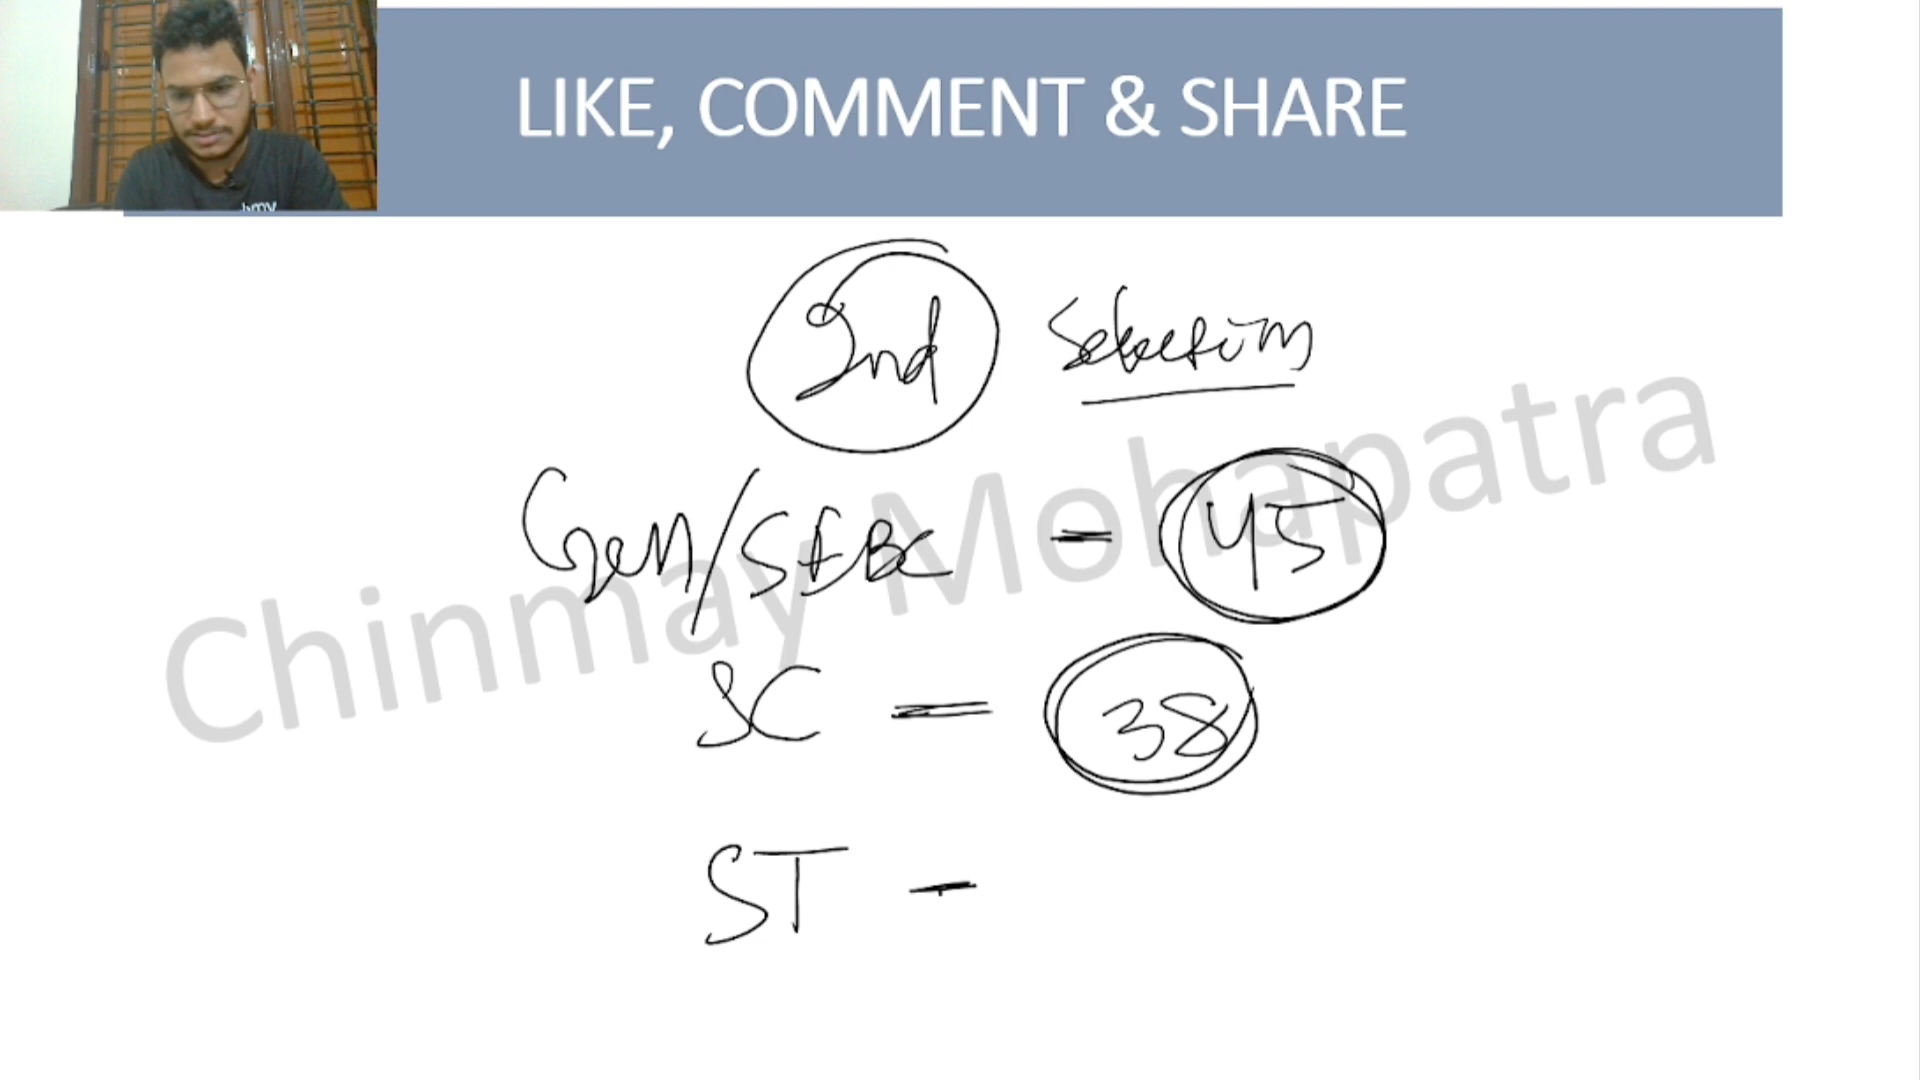 LIKE, COMMENT & SHARE
2nd Selection
Gen/SEBC - 45
SC = 38
ST -
Chinmay Mohapatra